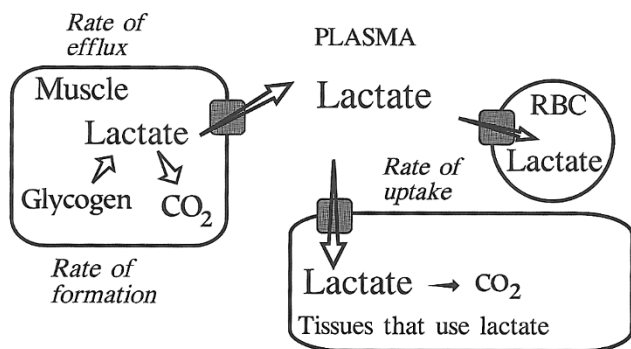 Rate of
efflux
PLASMA
Muscle
Lactate
Glycogen
CO2
Rate of
formation
Lactate
RBC
Lactate
Rate of
uptake
Lactate
CO2
Tissues that use lactate